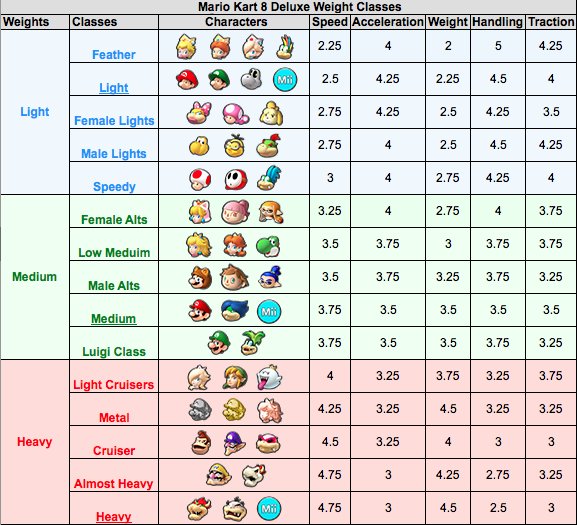 Mario Kart 8 Deluxe Weight Classes
Weights Classes Characters Speed Acceleration Weight Handling Traction
Light
Feather 2.25 4 2 5 4.25
Light Mii 2.5 4.25 2.25 4.5 4
Female Lights 2.75 4.25 2.5 4.25 3.5
Male Lights 2.75 4 2.5 4.5 4.25
Speedy 3 4 2.75 4.25 4
Medium
Female Alts 3.25 4 2.75 4 3.75
Low Meduim 3.5 3.75 3 3.75 3.75
Male Alts 3.5 3.75 3.25 3.75 3.25
Medium Mii 3.75 3.5 3.5 3.5 3.5
Luigi Class 3.75 3.5 3.5 3.75 3.25
Heavy
Light Cruisers 4 3.25 3.75 3.25 3.75
Metal 4.25 3.25 4.5 3.25 3.25
Cruiser 4.5 3.25 4 3 3
Almost Heavy 4.75 3 4.25 2.75 3.25
Heavy Mii 4.75 3 4.5 2.5 3